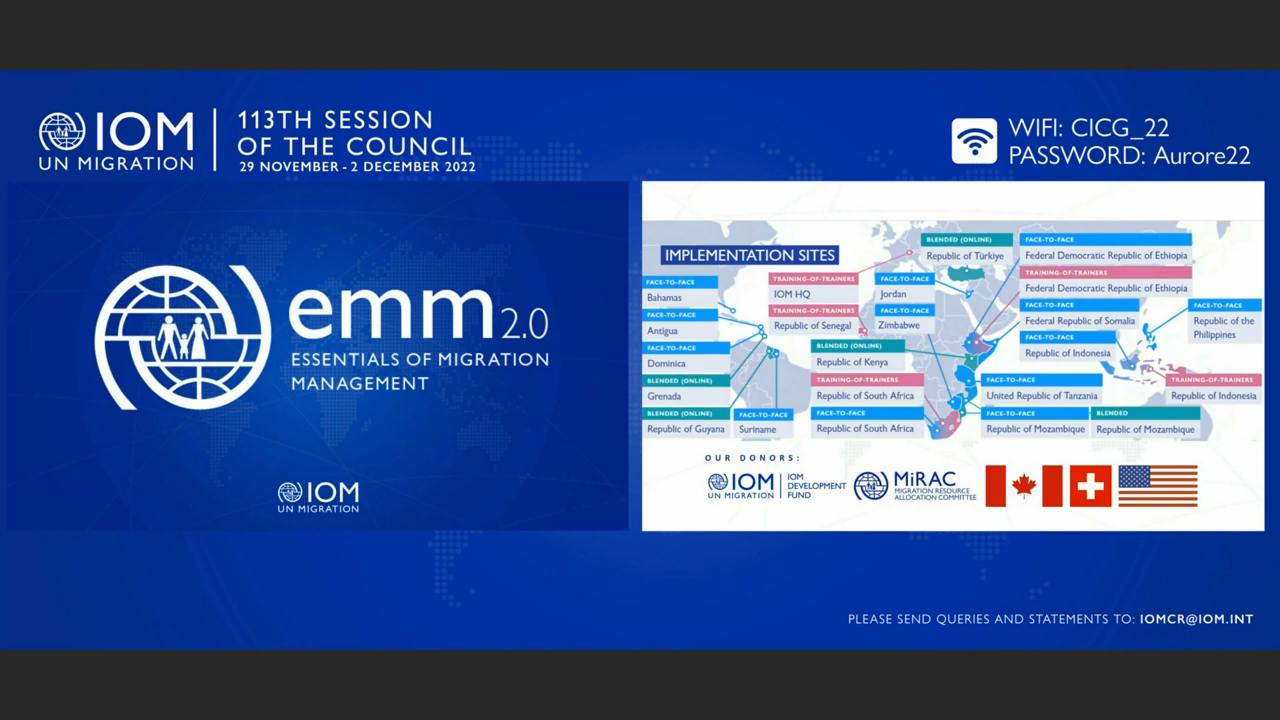 IOM
UN MIGRATION
113TH SESSION
OF THE COUNCIL
29 NOVEMBER - 2 DECEMBER 2022
WIFI: CICG_22
PASSWORD: Aurore22
emm2.0
ESSENTIALS OF MIGRATION
MANAGEMENT
IOM
UN MIGRATION
IMPLEMENTATION SITES
FACE-TO-FACE
Bahamas
FACE-TO-FACE
Antigua
FACE-TO-FACE
Dominica
BLENDED (ONLINE)
Grenada
BLENDED (ONLINE)
Republic of Guyana
FACE-TO-FACE
Suriname
TRAINING-OF-TRAINERS
IOM HQ
TRAINING-OF-TRAINERS
Republic of Senegal
BLENDED (ONLINE)
Republic of Kenya
TRAINING-OF-TRAINERS
Republic of South Africa
FACE-TO-FACE
Republic of South Africa
FACE-TO-FACE
Jordan
FACE-TO-FACE
Zimbabwe
BLENDED (ONLINE)
Republic of Türkiye
FACE-TO-FACE
Federal Democratic Republic of Ethiopia
TRAINING-OF-TRAINERS
Federal Democratic Republic of Ethiopia
FACE-TO-FACE
Federal Republic of Somalia
FACE-TO-FACE
Republic of Indonesia
FACE-TO-FACE
United Republic of Tanzania
FACE-TO-FACE
Republic of Mozambique
BLENDED
Republic of Mozambique
FACE-TO-FACE
Republic of the
Philippines
TRAINING-OF-TRAINERS
Republic of Indonesia
OUR DONORS:
IOM
UN MIGRATION
IOM
DEVELOPMENT
FUND
MiRAC
MIGRATION RESOURCE
ALLOCATION COMMITTEE
PLEASE SEND QUERIES AND STATEMENTS TO: IOMCR@IOM.INT